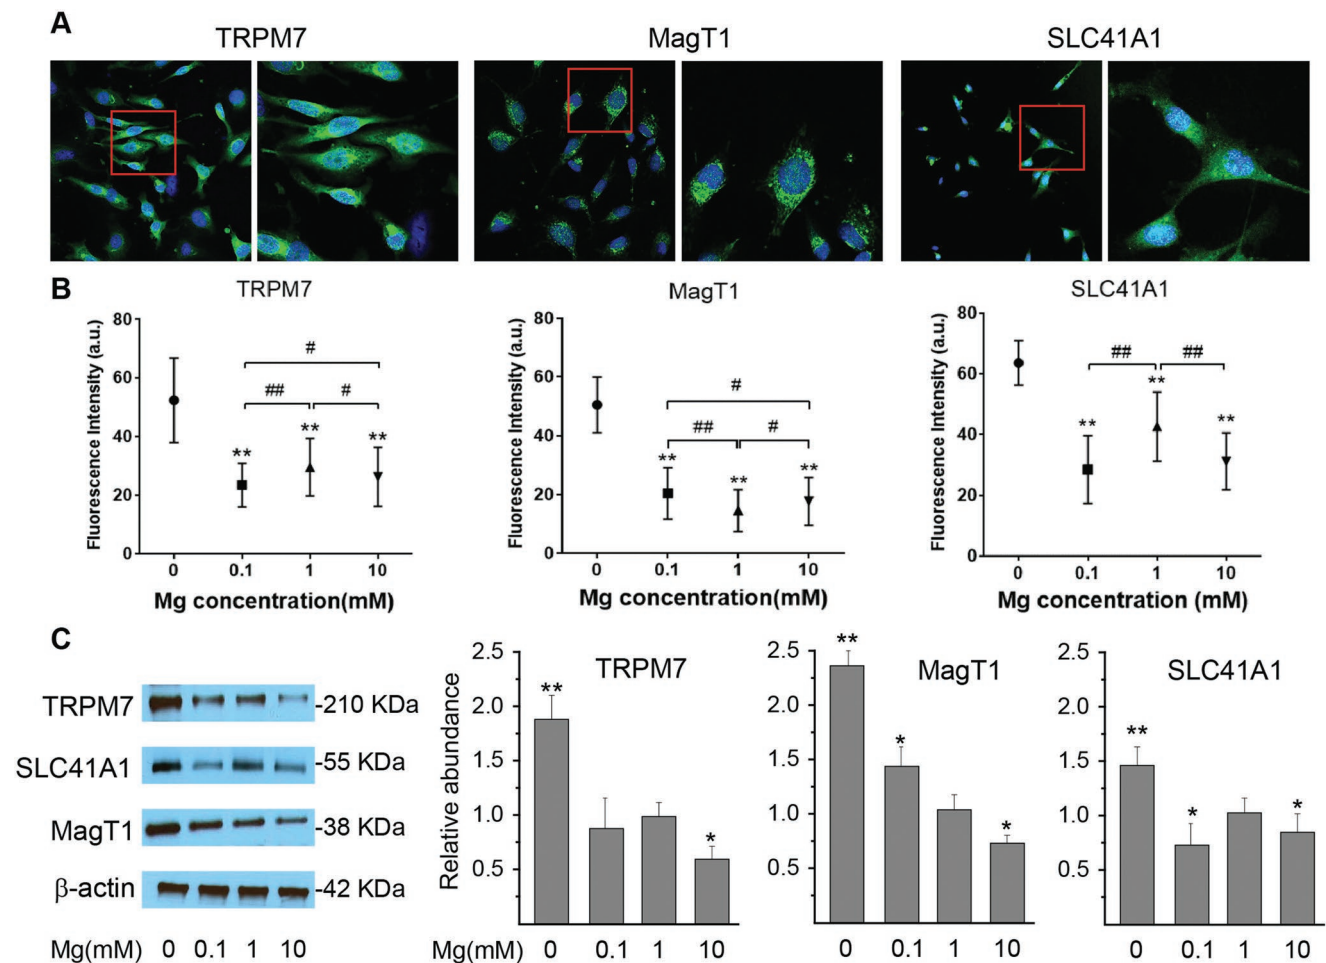 A
TRPM7 MagT1 SLC41A1
B
TRPM7
Fluorescence Intensity (a.u.)
80
60
40
20
0
#
## #
** ** **
0 0.1 1 10
Mg concentration(mM)
MagT1
Fluorescence Intensity (a.u.)
80
60
40
20
0
#
## #
** ** **
0 0.1 1 10
Mg concentration(mM)
SLC41A1
Fluorescence Intensity (a.u.)
80
60
40
20
0
## ##
** ** **
0 0.1 1 10
Mg concentration (mM)
C
TRPM7 -210 KDa
SLC41A1 -55 KDa
MagT1 -38 KDa
β-actin -42 KDa
Mg(mM) 0 0.1 1 10
Relative abundance
TRPM7
2.5
2.0
1.5
1.0
0.5
** *
Mg(mM) 0 0.1 1 10
MagT1
2.5
2.0
1.5
1.0
0.5
** * *
0 0.1 1 10
SLC41A1
2.5
2.0
1.5
1.0
0.5
** * *
0 0.1 1 10